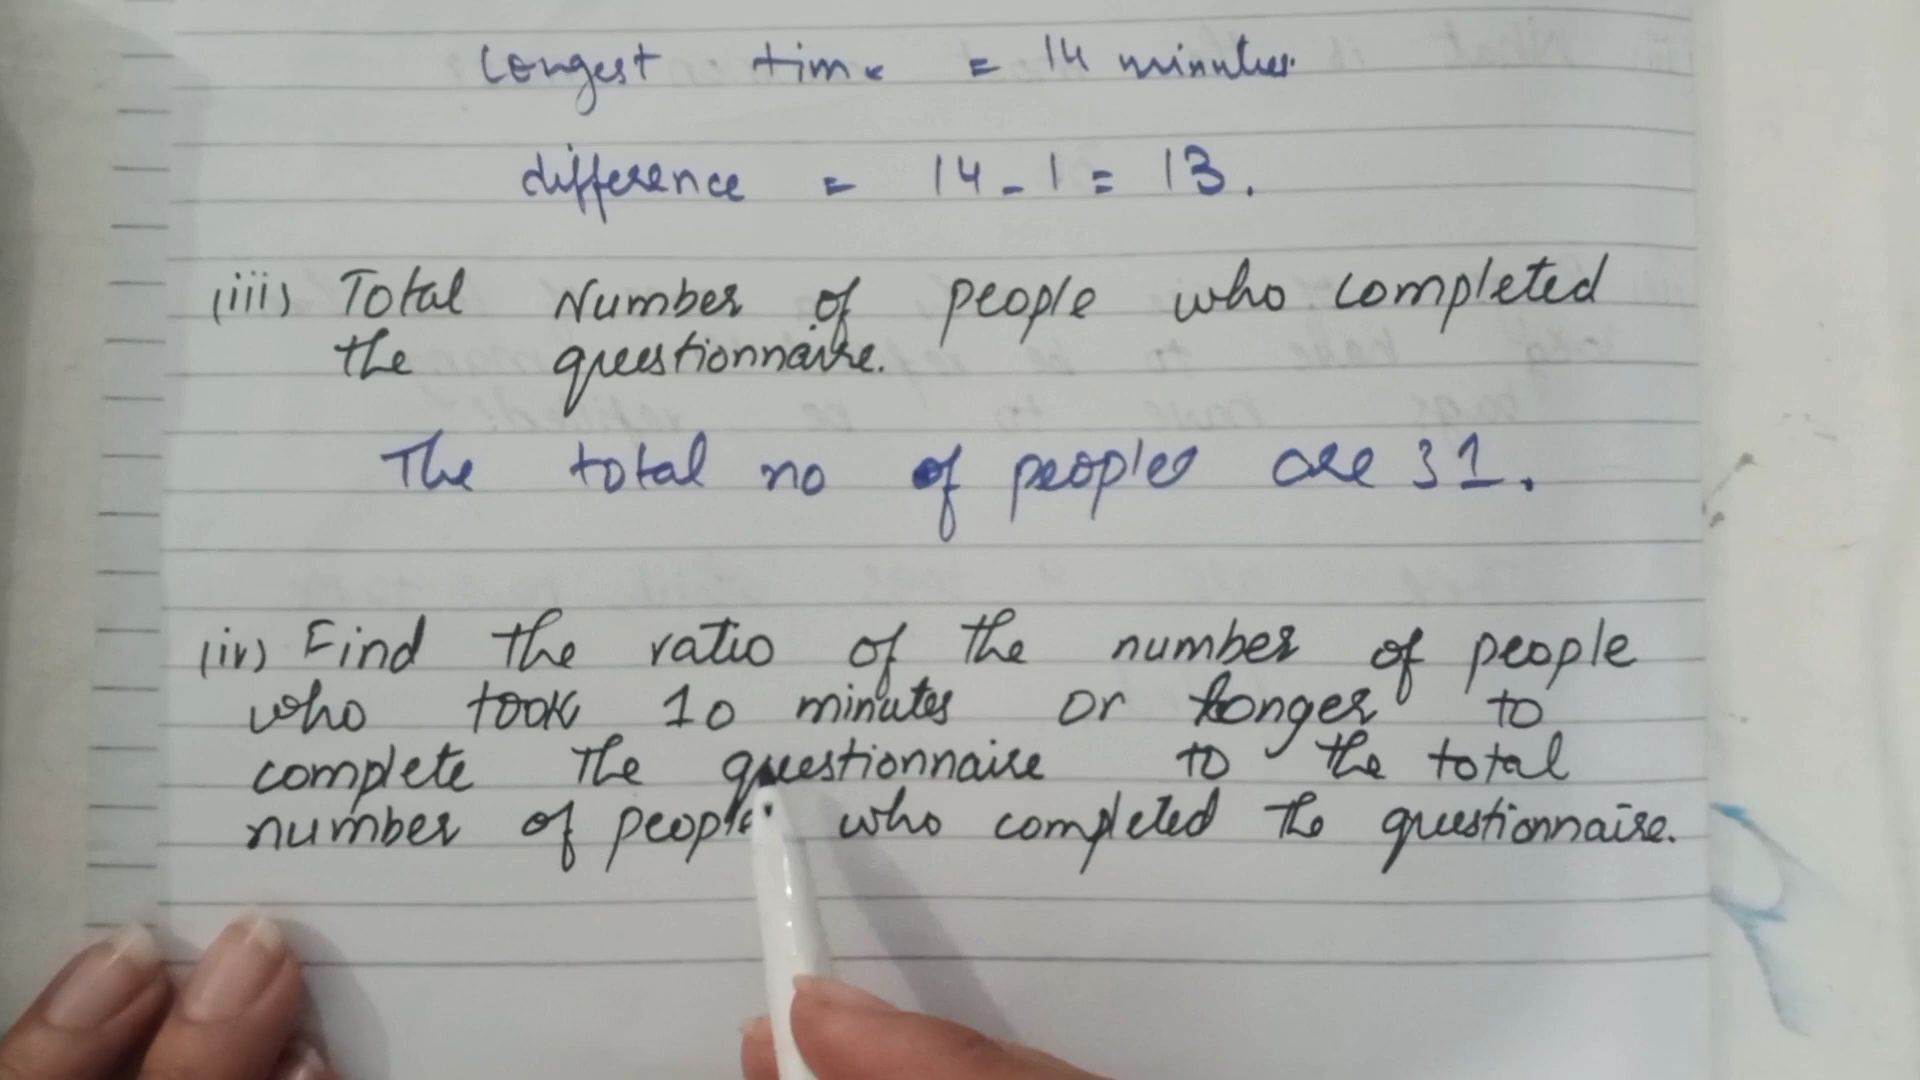 Longest time = 14 minutes.
difference = 14 - 1 = 13.
(iii) Total Number of people who completed
the questionnaire.
The total no of peoples are 31.
(iv) Find the ratio of the number of people
who took 10 minutes or longer to
complete the questionnaire to the total
number of people who completed the questionnaire.